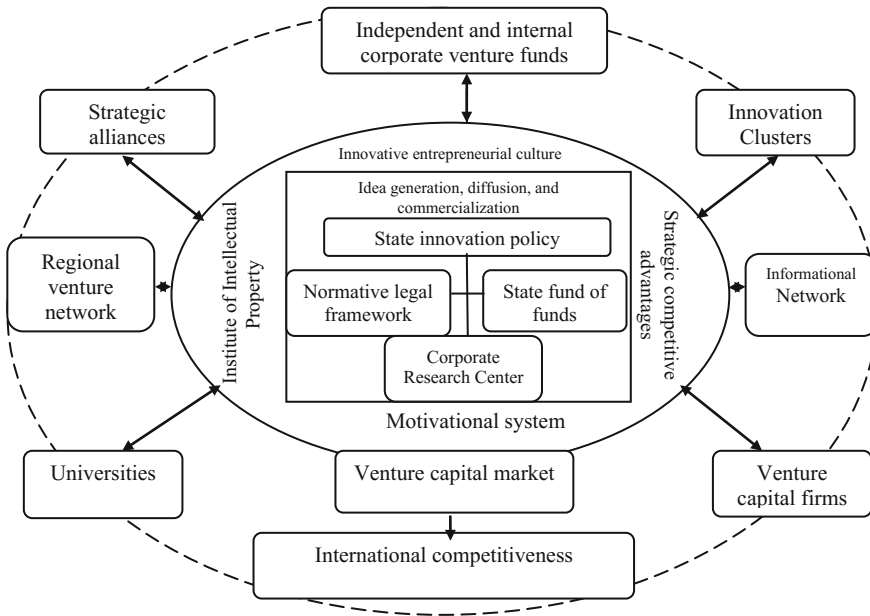 Independent and internal
corporate venture funds
Strategic
alliances
Innovation
Clusters
Innovative entrepreneurial culture
Idea generation, diffusion, and
commercialization
State innovation policy
Regional
venture
network
Institute of Intellectual
Property
Normative legal
framework
State fund of
funds
Strategic competitive
advantages
Informational
Network
Corporate
Research Center
Motivational system
Universities
Venture capital market
Venture
capital firms
International competitiveness